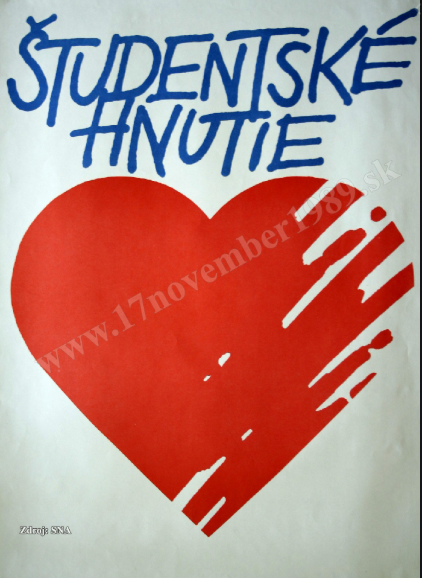 ŠTUDENTSKÉ
HNUTIE
www.17november1989.sk
Zdroj: SNA